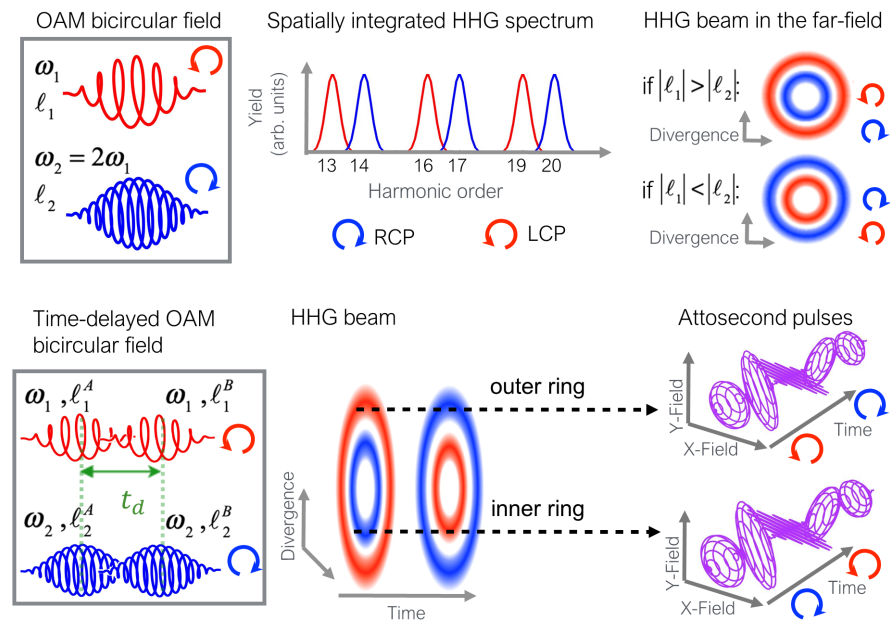 OAM bicircular field
ω₁
ℓ₁
ω₂ = 2ω₁
ℓ₂
Spatially integrated HHG spectrum
Yield
(arb. units)
13 14 16 17 19 20
Harmonic order
RCP
LCP
HHG beam in the far-field
if |ℓ₁|>|ℓ₂|:
Divergence
if |ℓ₁|<|ℓ₂|:
Divergence
Time-delayed OAM
bicircular field
ω₁ , ℓ₁ᴬ ω₁ , ℓ₁ᴮ
t_d
ω₂ , ℓ₂ᴬ ω₂ , ℓ₂ᴮ
HHG beam
Divergence
Time
outer ring
inner ring
Attosecond pulses
Y-Field
X-Field
Time
Y-Field
X-Field
Time